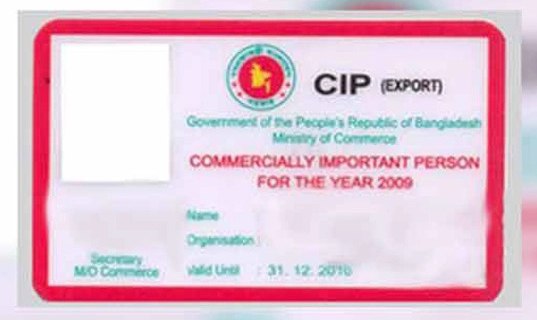 CIP (EXPORT)
Government of the People's Republic of Bangladesh
Ministry of Commerce
COMMERCIALLY IMPORTANT PERSON
FOR THE YEAR 2009
Name
Organisation :
Secretary
M/O Commerce
Valid Until : 31. 12. 2010